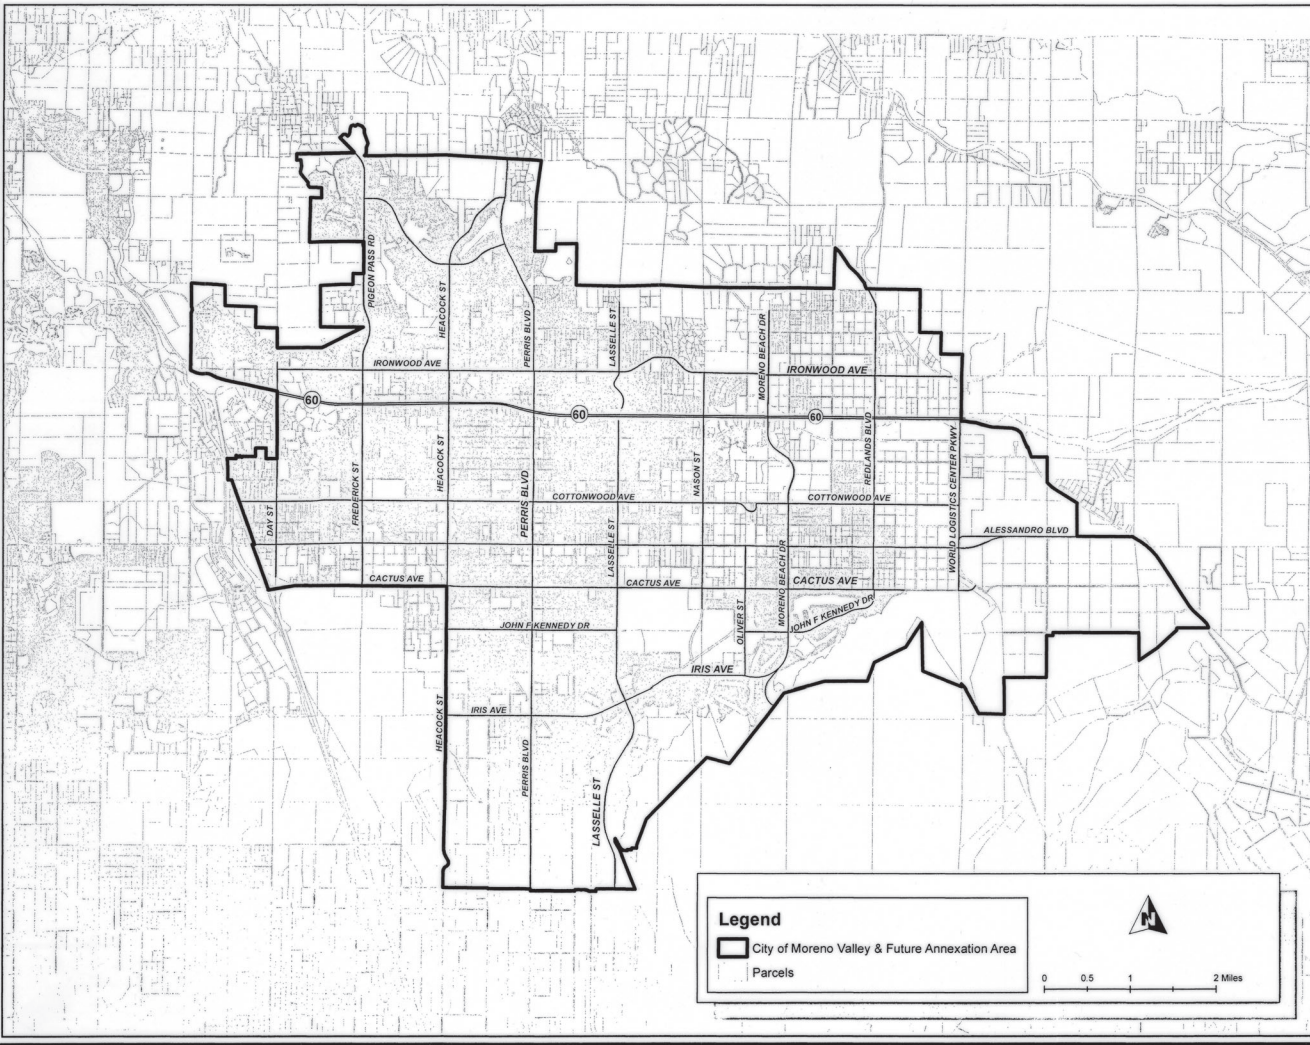 PIGEON PASS RD
HEACOCK ST
PERRIS BLVD
LASSELLE ST
MORENO BEACH DR
IRONWOOD AVE
IRONWOOD AVE
60
60
60
REDLANDS BLVD
HEACOCK ST
FREDERICK ST
PERRIS BLVD
NASON ST
WORLD LOGISTICS CENTER PKWY
COTTONWOOD AVE
COTTONWOOD AVE
DAY ST
LASSELLE ST
ALESSANDRO BLVD
MORENO BEACH DR
CACTUS AVE
CACTUS AVE
CACTUS AVE
OLIVER ST
JOHN F KENNEDY DR
JOHN F KENNEDY DR
IRIS AVE
HEACOCK ST
IRIS AVE
PERRIS BLVD
LASSELLE ST
Legend
City of Moreno Valley & Future Annexation Area
Parcels
N
0 0.5 1 2 Miles